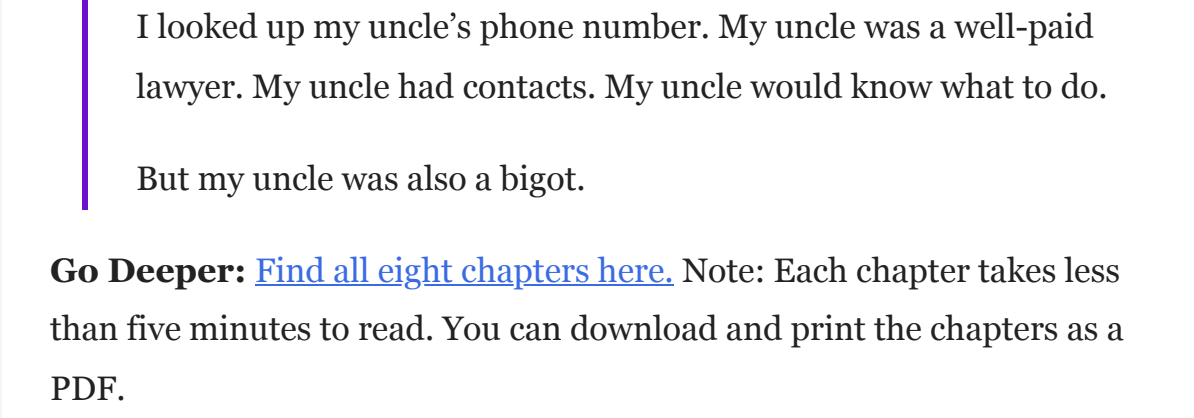 I looked up my uncle’s phone number. My uncle was a well-paid
lawyer. My uncle had contacts. My uncle would know what to do.
But my uncle was also a bigot.
Go Deeper: Find all eight chapters here. Note: Each chapter takes less
than five minutes to read. You can download and print the chapters as a
PDF.